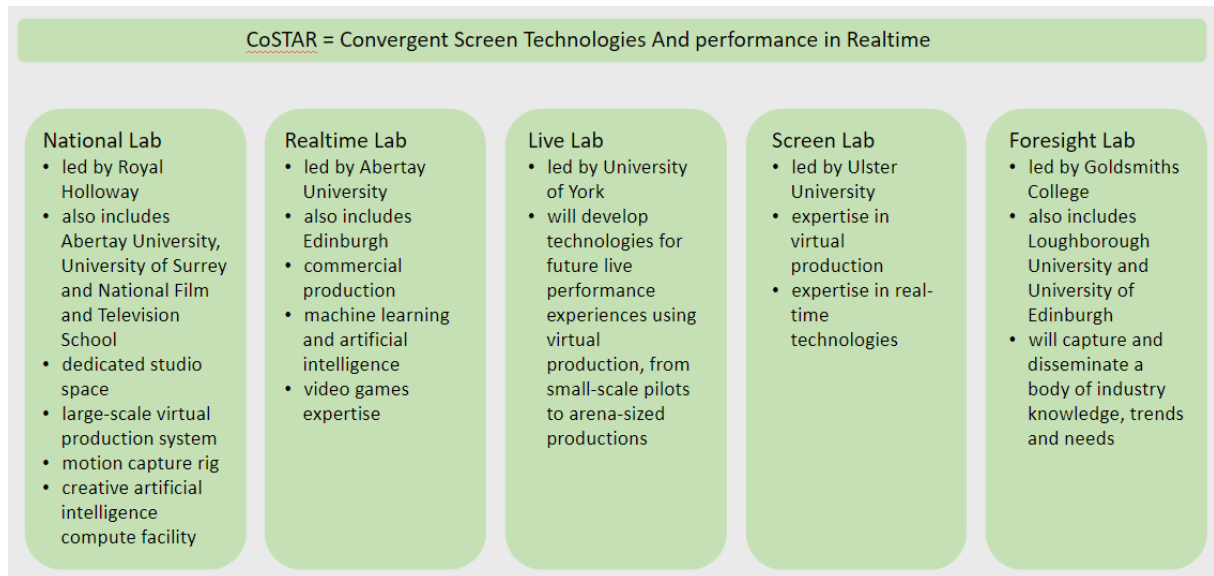 CoSTAR = Convergent Screen Technologies And performance in Realtime
National Lab
• led by Royal
Holloway
• also includes
Abertay University,
University of Surrey
and National Film
and Television
School
• dedicated studio
space
• large-scale virtual
production system
• motion capture rig
• creative artificial
intelligence
compute facility
Realtime Lab
• led by Abertay
University
• also includes
Edinburgh
• commercial
production
• machine learning
and artificial
intelligence
• video games
expertise
Live Lab
• led by University
of York
• will develop
technologies for
future live
performance
experiences using
virtual
production, from
small-scale pilots
to arena-sized
productions
Screen Lab
• led by Ulster
University
• expertise in
virtual
production
• expertise in real-
time
technologies
Foresight Lab
• led by Goldsmiths
College
• also includes
Loughborough
University and
University of
Edinburgh
• will capture and
disseminate a
body of industry
knowledge, trends
and needs